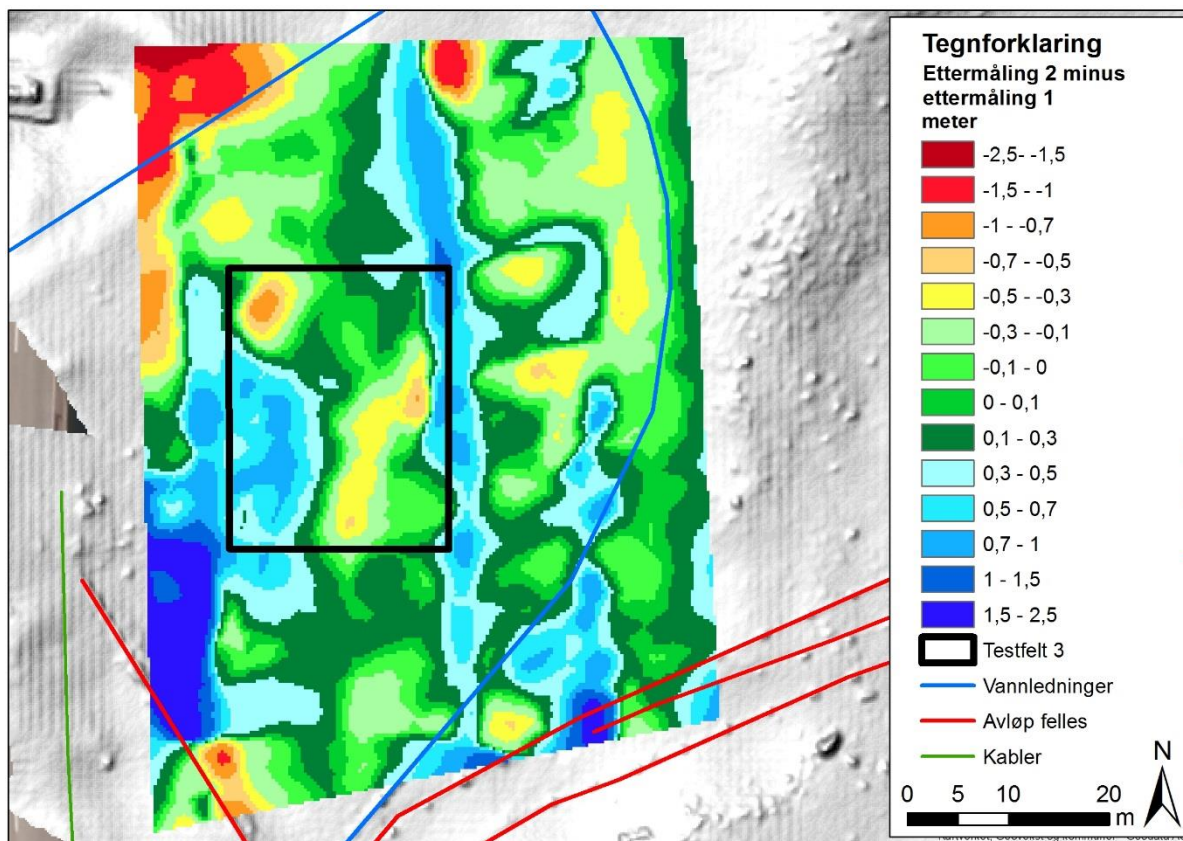 Tegnforklaring
Ettermåling 2 minus
ettermåling 1
meter
-2,5- -1,5
-1,5 - -1
-1 - -0,7
-0,7 - -0,5
-0,5 - -0,3
-0,3 - -0,1
-0,1 - 0
0 - 0,1
0,1 - 0,3
0,3 - 0,5
0,5 - 0,7
0,7 - 1
1 - 1,5
1,5 - 2,5
Testfelt 3
Vannledninger
Avløp felles
Kabler
N
0 5 10 20
m